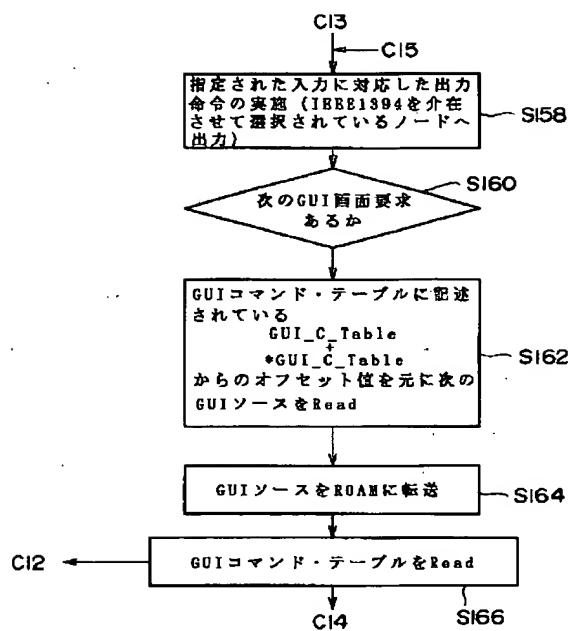 C13
C15
指定された入力に対応した出力
命令の実施（IEEE1394を介在
させて選択されているノードへ
出力）
S158
次のGUI画面要求
あるか
S160
GUIコマンド・テーブルに記述
されている
GUI_C_Table
+
*GUI_C_Table
からのオフセット値を元に次の
GUIソースをRead
S162
GUIソースをROAMに転送
S164
C12
GUIコマンド・テーブルをRead
S166
C14